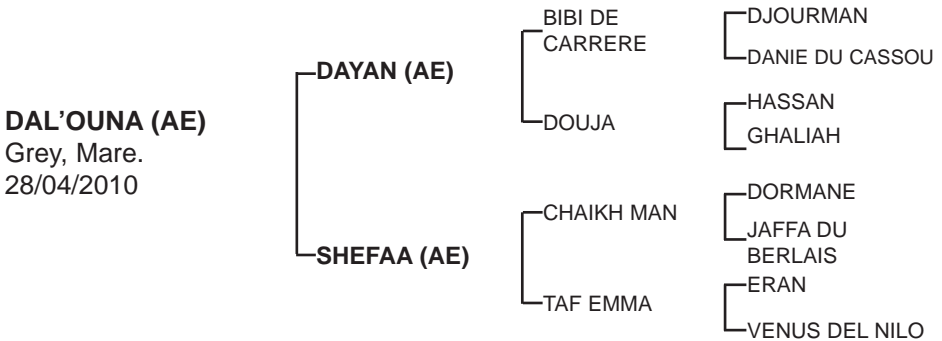 DAL'OUNA (AE)
Grey, Mare.
28/04/2010
DAYAN (AE)
SHEFAA (AE)
BIBI DE
CARRERE
DOUJA
CHAIKH MAN
TAF EMMA
DJOURMAN
DANIE DU CASSOU
HASSAN
GHALIAH
DORMANE
JAFFA DU
BERLAIS
ERAN
VENUS DEL NILO